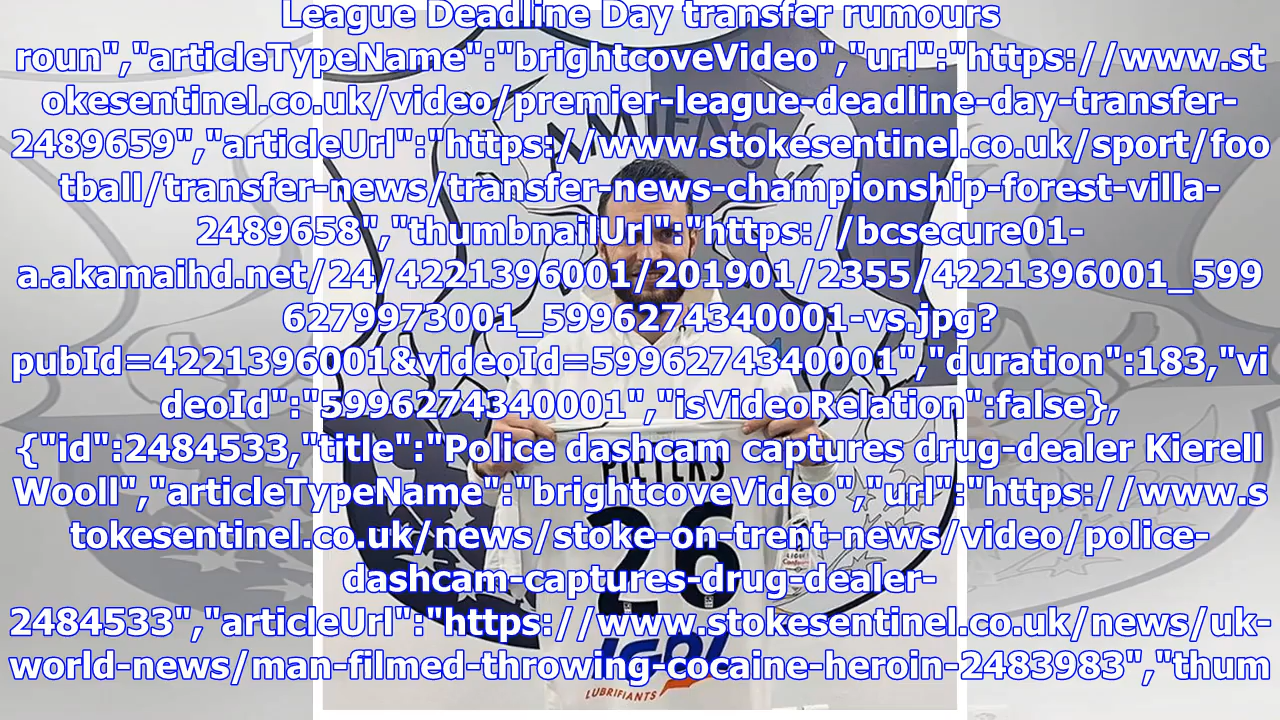 League Deadline Day transfer rumours
roun","articleTypeName":"brightcoveVideo","url":"https://www.st
okesentinel.co.uk/video/premier-league-deadline-day-transfer-
2489659","articleUrl":"https://www.stokesentinel.co.uk/sport/foo
tball/transfer-news/transfer-news-championship-forest-villa-
2489658","thumbnailUrl":"https://bcsecure01-
a.akamaihd.net/24/4221396001/201901/2355/4221396001_599
6279973001_5996274340001-vs.jpg?
pubId=4221396001&videoId=5996274340001","duration":183,"vi
deoId":"5996274340001","isVideoRelation":false},
{"id":2484533,"title":"Police dashcam captures drug-dealer Kierell
Wooll","articleTypeName":"brightcoveVideo","url":"https://www.s
tokesentinel.co.uk/news/stoke-on-trent-news/video/police-
dashcam-captures-drug-dealer-
2484533","articleUrl":"https://www.stokesentinel.co.uk/news/uk-
world-news/man-filmed-throwing-cocaine-heroin-2483983","thum
PIETERS
26
IGOL
LUBRIFIANTS